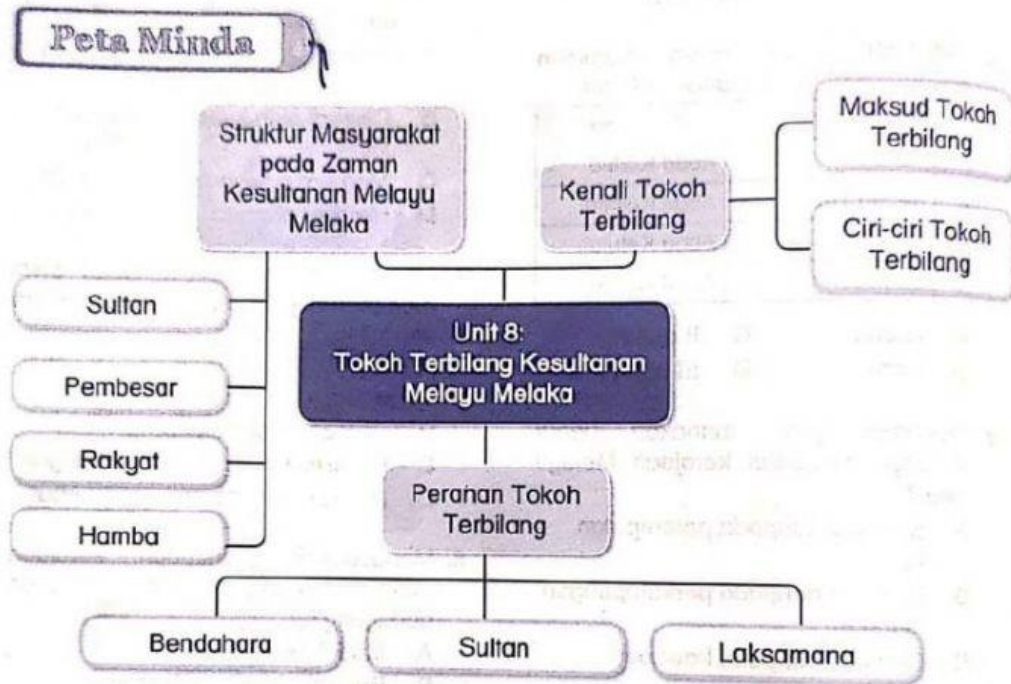 Peta Minda
Struktur Masyarakat
pada Zaman
Kesultanan Melayu
Melaka
Kenali Tokoh
Terbilang
Maksud Tokoh
Terbilang
Ciri-ciri Tokoh
Terbilang
Sultan
Pembesar
Rakyat
Hamba
Unit 8:
Tokoh Terbilang Kesultanan
Melayu Melaka
Peranan Tokoh
Terbilang
Bendahara
Sultan
Laksamana